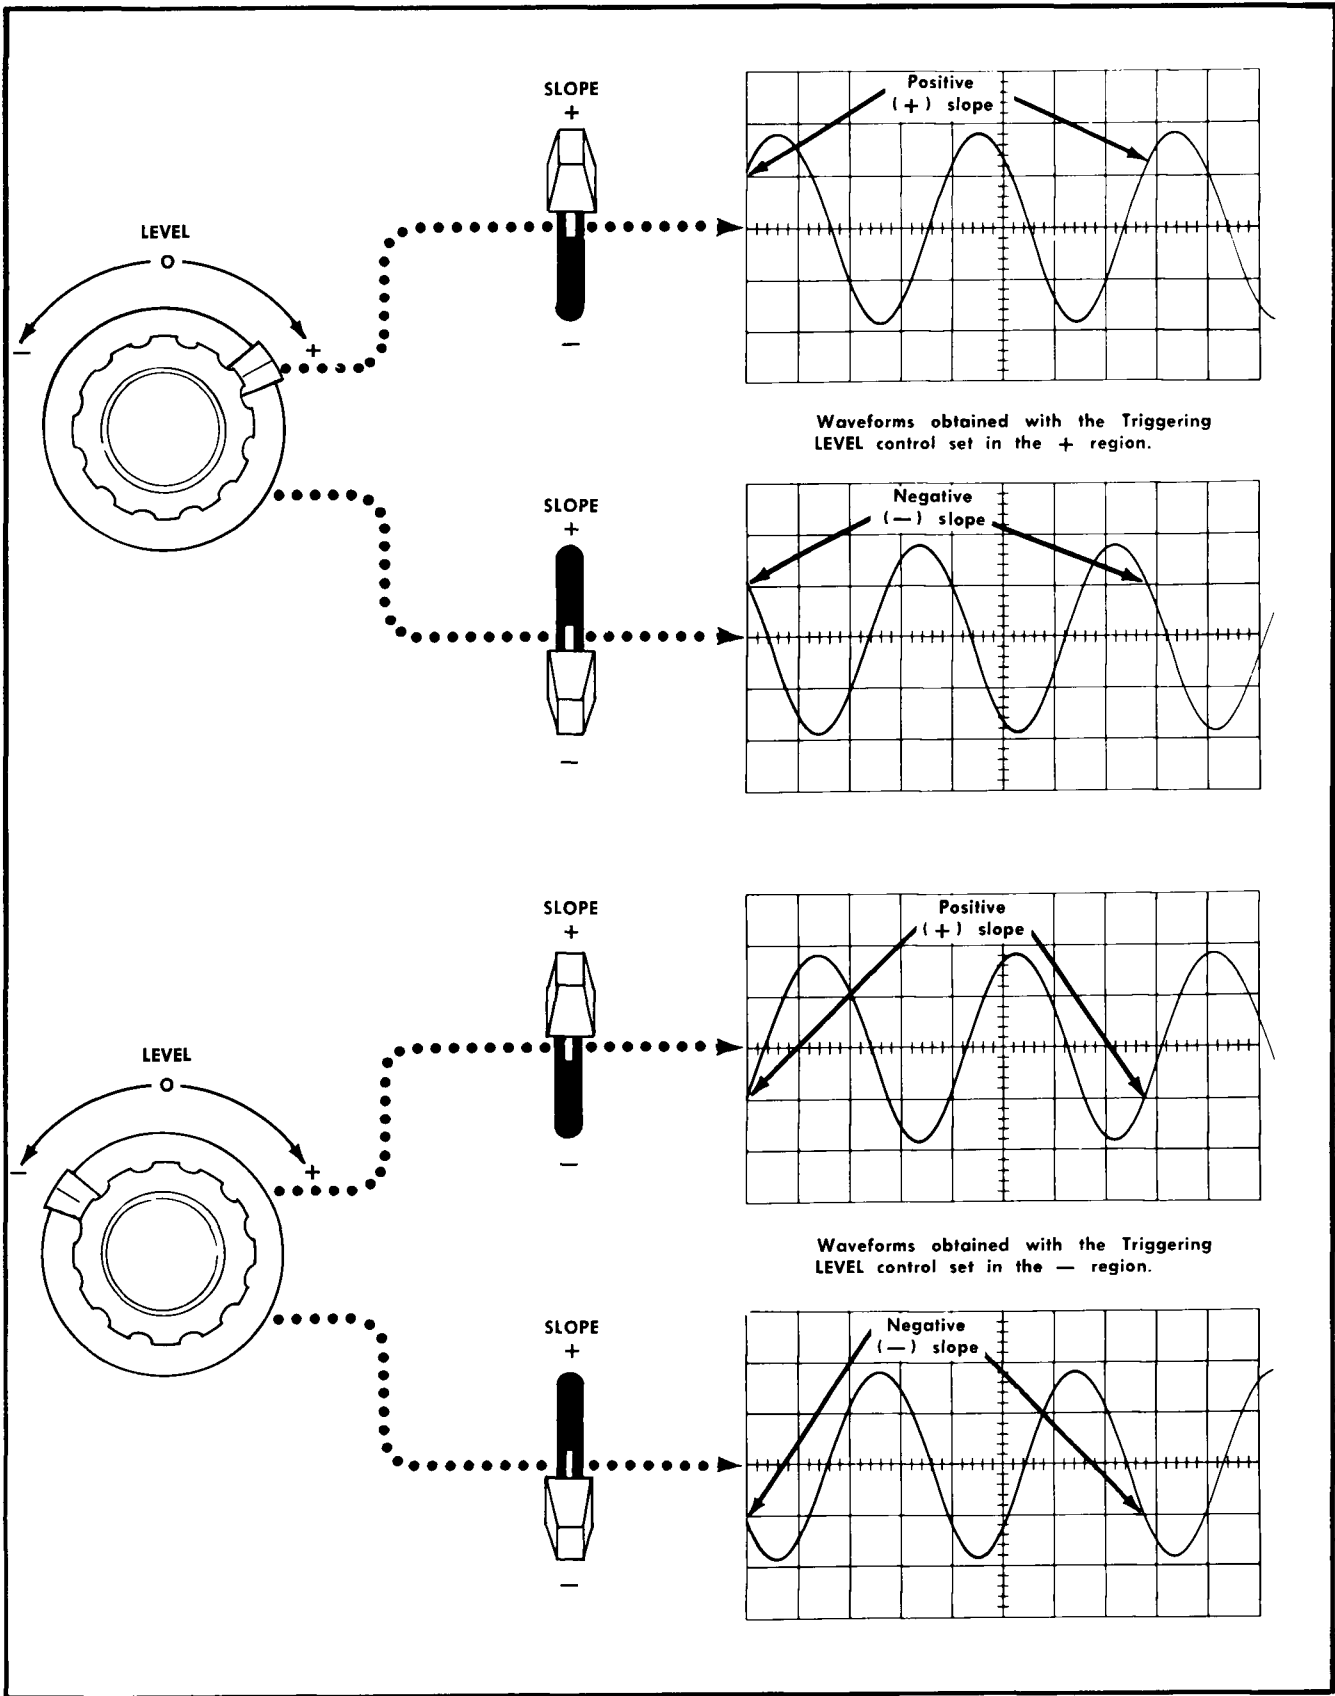 SLOPE
+
–
LEVEL
O
–
+
Positive
(+) slope
Waveforms obtained with the Triggering
LEVEL control set in the + region.
SLOPE
+
–
Negative
(—) slope
SLOPE
+
–
LEVEL
O
–
+
Positive
(+) slope
Waveforms obtained with the Triggering
LEVEL control set in the — region.
SLOPE
+
–
Negative
(—) slope